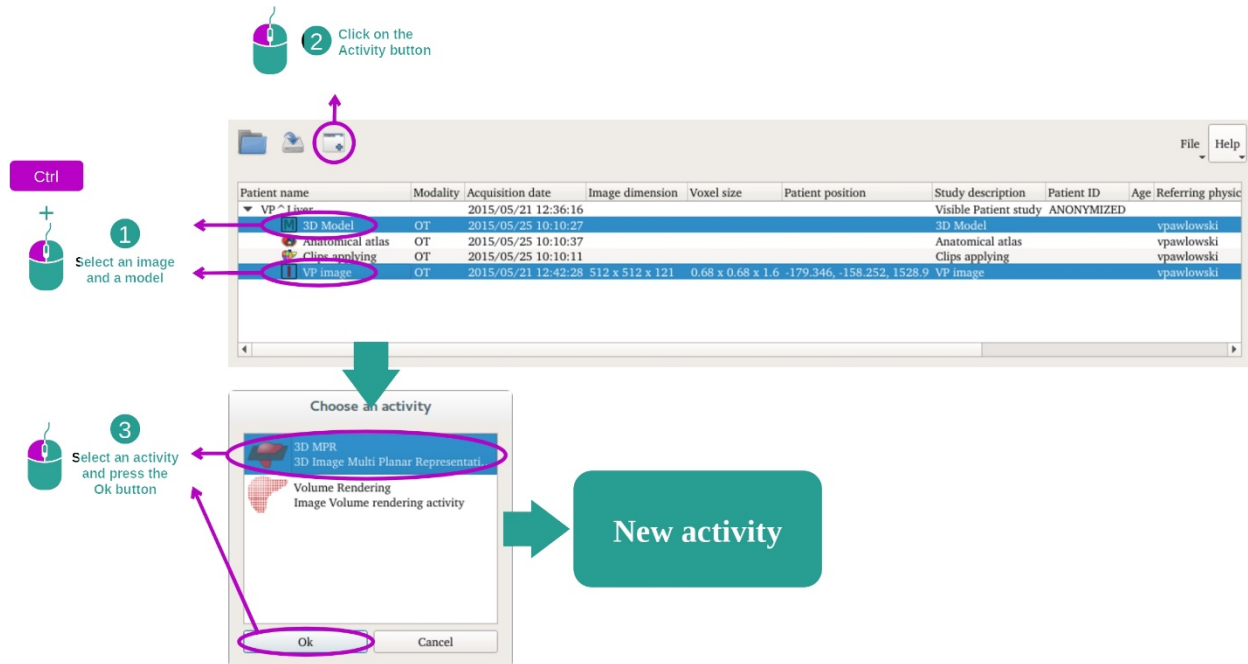 2 Click on the
Activity button
File Help
Ctrl
+
1
Select an image
and a model
Patient name Modality Acquisition date Image dimension Voxel size Patient position Study description Patient ID Age Referring physic
VP^Liver 2015/05/21 12:36:16 Visible Patient study ANONYMIZED
M 3D Model OT 2015/05/25 10:10:27 3D Model vpawlowski
Anatomical atlas OT 2015/05/25 10:10:37 Anatomical atlas vpawlowski
Clips applying OT 2015/05/25 10:10:11 Clips applying vpawlowski
I VP image OT 2015/05/21 12:42:28 512 x 512 x 121 0.68 x 0.68 x 1.6 -179.346, -158.252, 1528.9 VP image vpawlowski
Choose an activity
3
Select an activity
and press the
Ok button
3D MPR
3D Image Multi Planar Representati...
Volume Rendering
Image Volume rendering activity
New activity
Ok Cancel